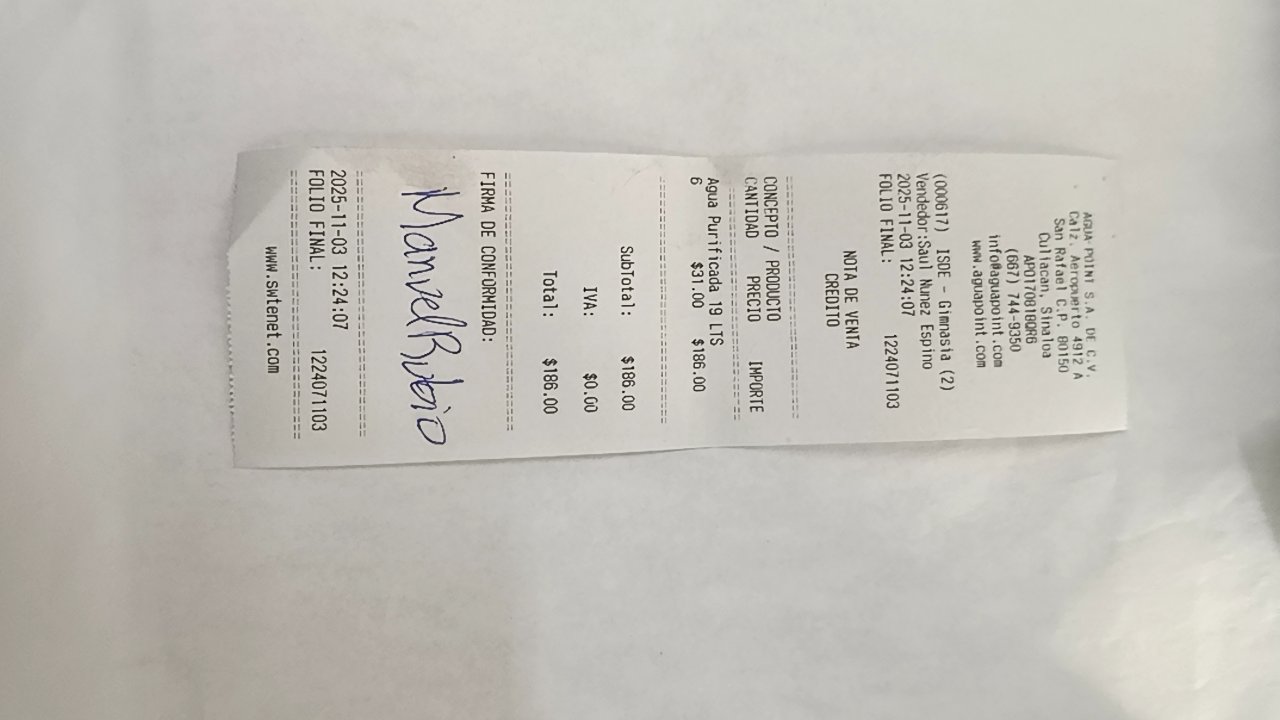 AGUA POINT S.A. DE C.V.
Calz. Aeropuerto 4912 A
San Rafael C.P. 80150
Culiacan, Sinaloa
APO170818QR6
(667) 744-9350
info@aguapoint.com
www.aguapoint.com
(000617) ISDE - Gimnasia (2)
Vendedor:Saul Nunez Espino
2025-11-03 12:24:07
FOLIO FINAL: 1224071103
NOTA DE VENTA
CREDITO
CONCEPTO / PRODUCTO
CANTIDAD PRECIO IMPORTE
Agua Purificada 19 LTS
6 $31.00 $186.00
SubTotal: $186.00
IVA: $0.00
Total: $186.00
FIRMA DE CONFORMIDAD:
Manuel Rubio
2025-11-03 12:24:07
FOLIO FINAL: 1224071103
www.swtenet.com